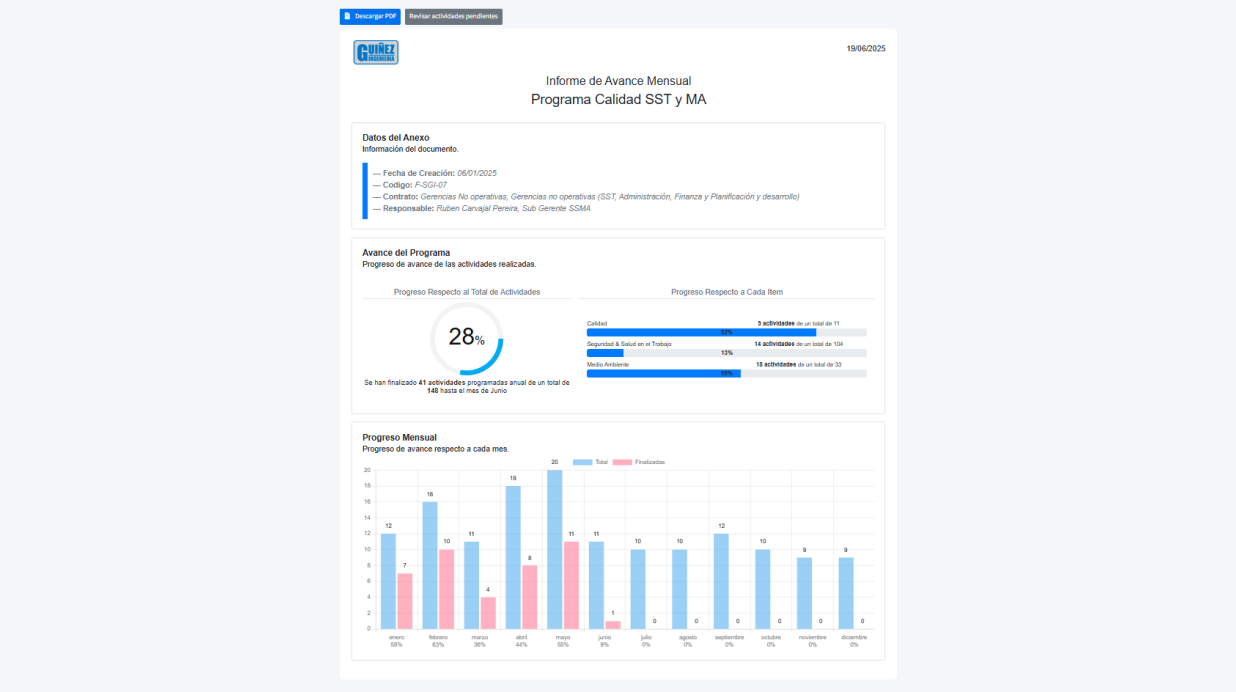 Descargar PDF Revisar actividades pendientes
GUIÑEZ
INGENIERÍA
19/06/2025
Informe de Avance Mensual
Programa Calidad SST y MA
Datos del Anexo
Información del documento.
— Fecha de Creación: 06/01/2025
— Codigo: F-SGI-07
— Contrato: Gerencias No operativas, Gerencias no operativas (SST, Administración, Finanza y Planificación y desarrollo)
— Responsable: Ruben Carvajal Pereira, Sub Gerente SSMA
Avance del Programa
Progreso de avance de las actividades realizadas.
Progreso Respecto al Total de Actividades
28%
Se han finalizado 41 actividades programadas anual de un total de
148 hasta el mes de Junio
Progreso Respecto a Cada Item
Calidad 9 actividades de un total de 11
82%
Seguridad & Salud en el Trabajo 14 actividades de un total de 104
13%
Medio Ambiente 18 actividades de un total de 33
55%
Progreso Mensual
Progreso de avance respecto a cada mes.
Total Finalizadas
20
18
16
14
12
10
8
6
4
2
0
12 7 16 10 11 4 18 8 20 11 11 1 10 0 10 0 12 0 10 0 9 0 9 0
enero febrero marzo abril mayo junio julio agosto septiembre octubre noviembre diciembre
58% 63% 36% 44% 55% 9% 0% 0% 0% 0% 0% 0%